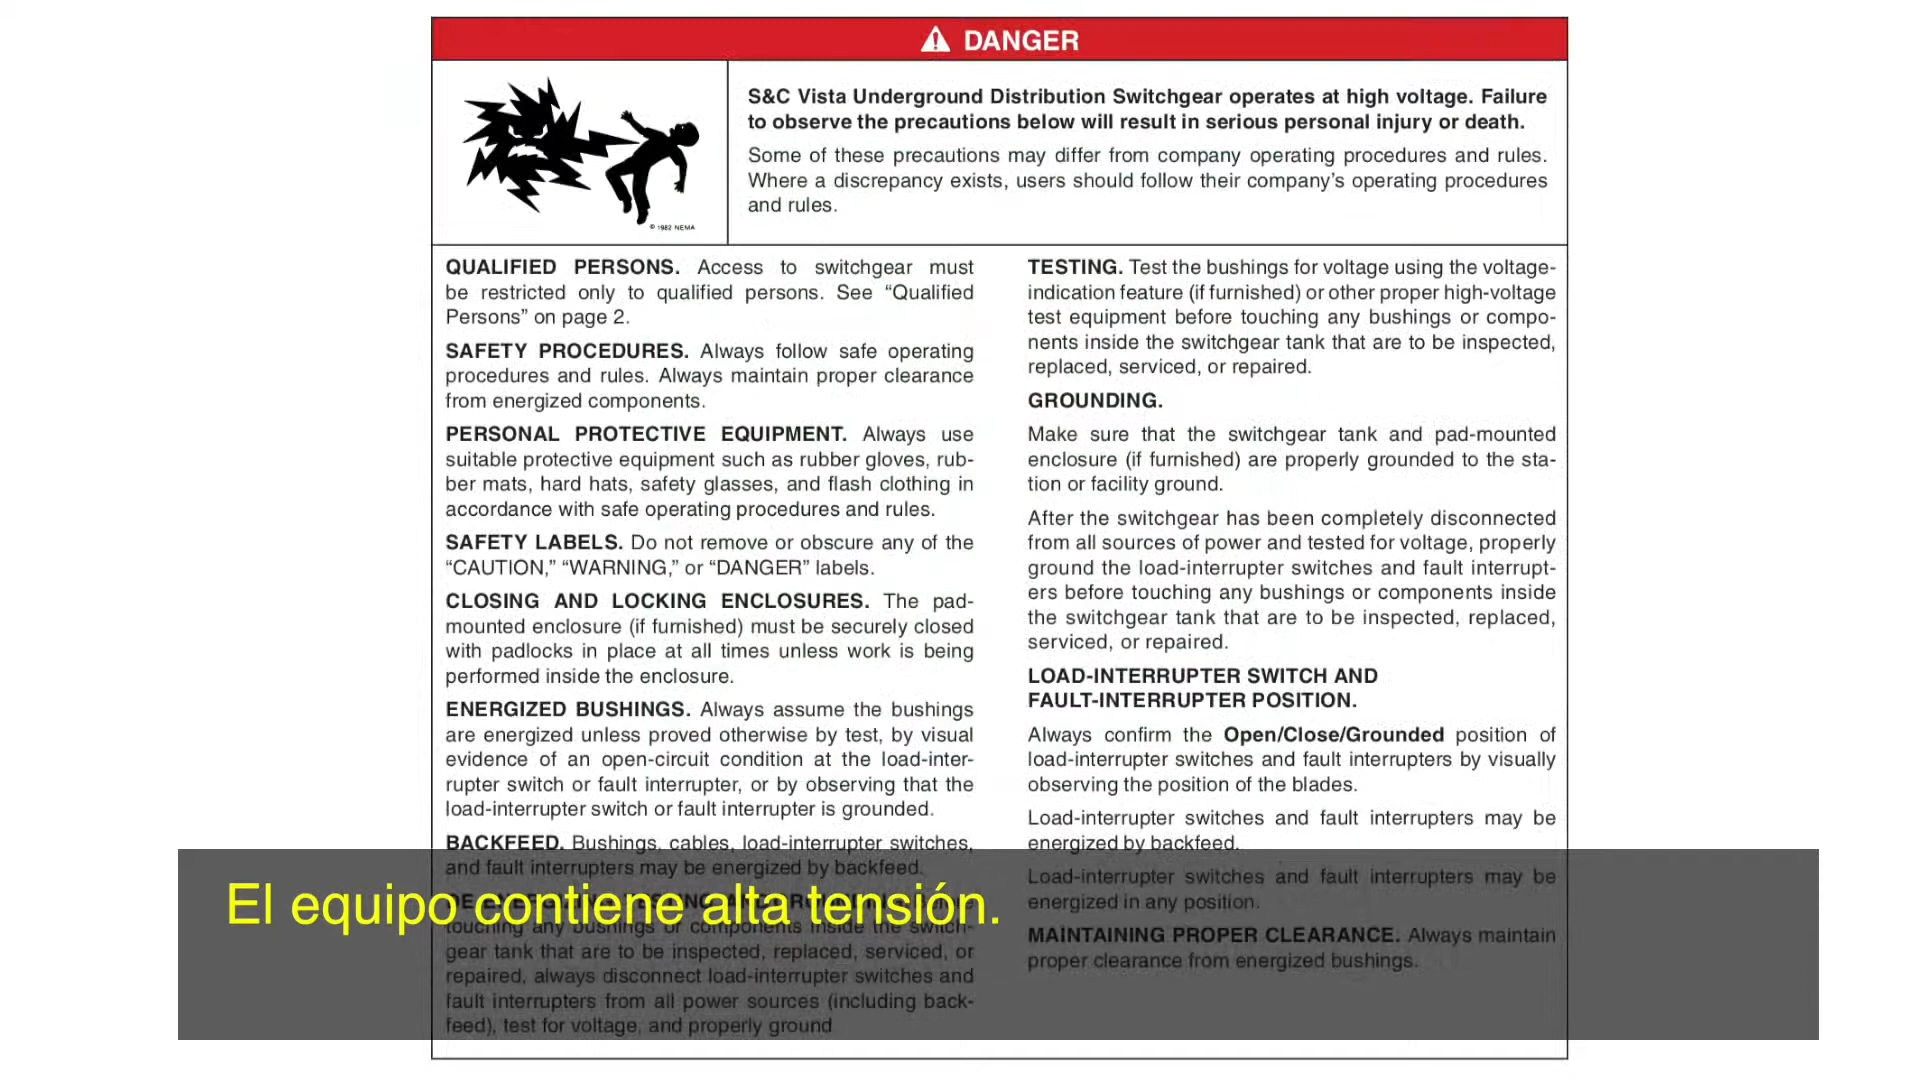 DANGER
© 1982 NEMA
S&C Vista Underground Distribution Switchgear operates at high voltage. Failure
to observe the precautions below will result in serious personal injury or death.
Some of these precautions may differ from company operating procedures and rules.
Where a discrepancy exists, users should follow their company’s operating procedures
and rules.
QUALIFIED PERSONS. Access to switchgear must
be restricted only to qualified persons. See “Qualified
Persons” on page 2.
SAFETY PROCEDURES. Always follow safe operating
procedures and rules. Always maintain proper clearance
from energized components.
PERSONAL PROTECTIVE EQUIPMENT. Always use
suitable protective equipment such as rubber gloves, rub-
ber mats, hard hats, safety glasses, and flash clothing in
accordance with safe operating procedures and rules.
SAFETY LABELS. Do not remove or obscure any of the
“CAUTION,” “WARNING,” or “DANGER” labels.
CLOSING AND LOCKING ENCLOSURES. The pad-
mounted enclosure (if furnished) must be securely closed
with padlocks in place at all times unless work is being
performed inside the enclosure.
ENERGIZED BUSHINGS. Always assume the bushings
are energized unless proved otherwise by test, by visual
evidence of an open-circuit condition at the load-inter-
rupter switch or fault interrupter, or by observing that the
load-interrupter switch or fault interrupter is grounded.
BACKFEED. Bushings, cables, load-interrupter switches,
and fault interrupters may be energized by backfeed.
touching any bushings or components inside the switch-
gear tank that are to be inspected, replaced, serviced, or
repaired, always disconnect load-interrupter switches and
fault interrupters from all power sources (including back-
feed), test for voltage, and properly ground
TESTING. Test the bushings for voltage using the voltage-
indication feature (if furnished) or other proper high-voltage
test equipment before touching any bushings or compo-
nents inside the switchgear tank that are to be inspected,
replaced, serviced, or repaired.
GROUNDING.
Make sure that the switchgear tank and pad-mounted
enclosure (if furnished) are properly grounded to the sta-
tion or facility ground.
After the switchgear has been completely disconnected
from all sources of power and tested for voltage, properly
ground the load-interrupter switches and fault interrupt-
ers before touching any bushings or components inside
the switchgear tank that are to be inspected, replaced,
serviced, or repaired.
LOAD-INTERRUPTER SWITCH AND
FAULT-INTERRUPTER POSITION.
Always confirm the Open/Close/Grounded position of
load-interrupter switches and fault interrupters by visually
observing the position of the blades.
Load-interrupter switches and fault interrupters may be
energized by backfeed.
Load-interrupter switches and fault interrupters may be
energized in any position.
MAINTAINING PROPER CLEARANCE. Always maintain
proper clearance from energized bushings.
El equipo contiene alta tensión.